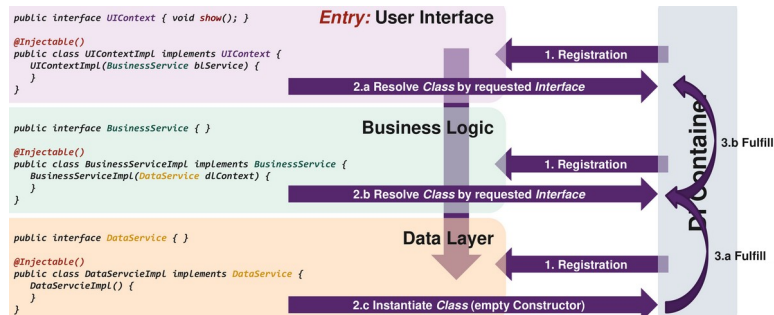 public interface UIContext { void show(); }
Entry: User Interface
@Injectable()
public class UIContextImpl implements UIContext {
UIContextImpl(BusinessService blService) {
}
}
1. Registration
2.a Resolve Class by requested Interface
public interface BusinessService { }
Business Logic
@Injectable()
public class BusinessServiceImpl implements BusinessService {
BusinessServiceImpl(DataService dlContext) {
}
}
1. Registration
2.b Resolve Class by requested Interface
public interface DataService { }
Data Layer
@Injectable()
public class DataServcieImpl implements DataService {
DataServcieImpl() {
}
}
1. Registration
2.c Instantiate Class (empty Constructor)
DI Container
3.b Fulfill
3.a Fulfill